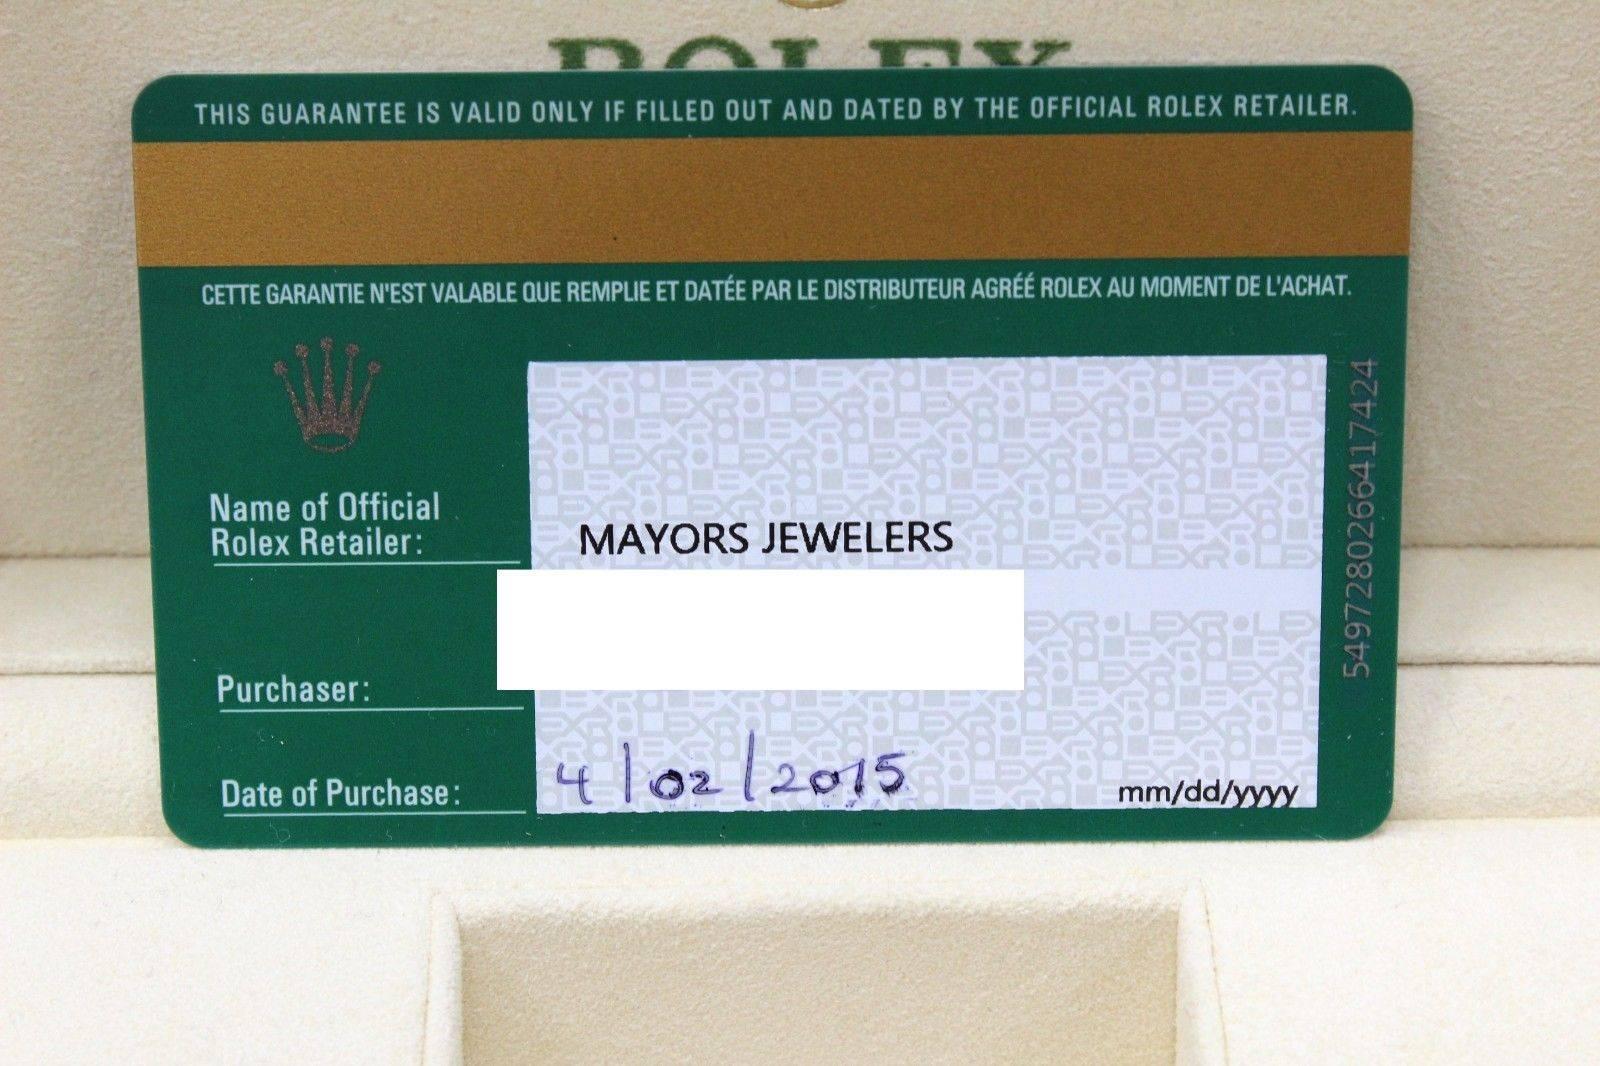 ROLEX
THIS GUARANTEE IS VALID ONLY IF FILLED OUT AND DATED BY THE OFFICIAL ROLEX RETAILER.
CETTE GARANTIE N'EST VALABLE QUE REMPLIE ET DATÉE PAR LE DISTRIBUTEUR AGRÉÉ ROLEX AU MOMENT DE L'ACHAT.
Name of Official
Rolex Retailer:
MAYORS JEWELERS
Purchaser:
Date of Purchase:
4/02/2015
mm/dd/yyyy
5497280266417424